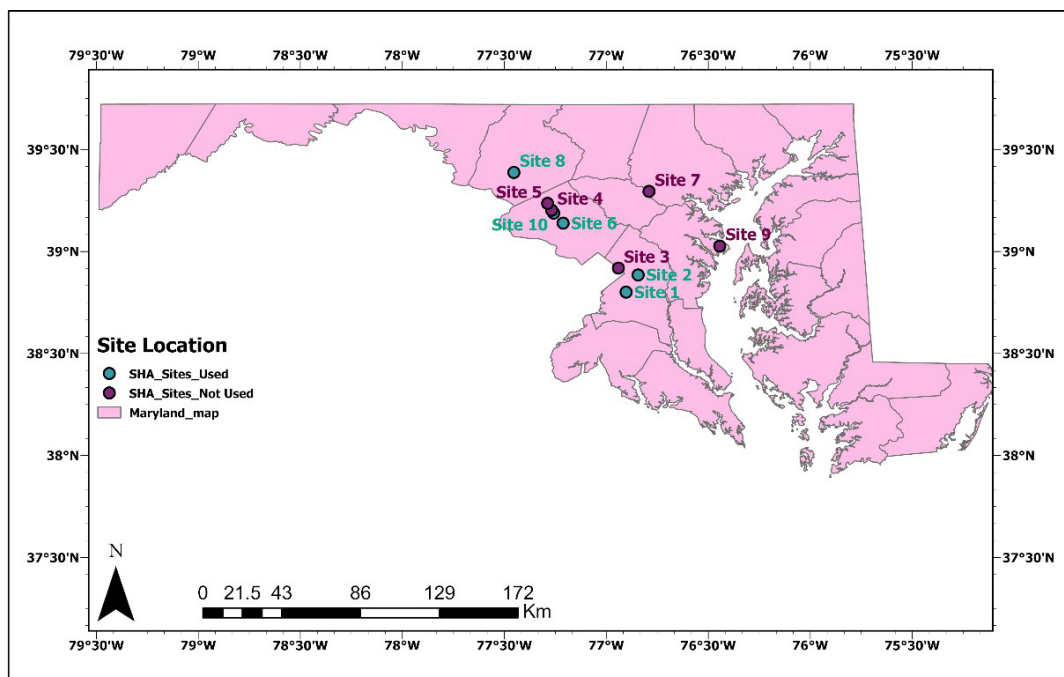 79°30'W 79°W 78°30'W 78°W 77°30'W 77°W 76°30'W 76°W 75°30'W
39°30'N 39°30'N
Site 8
Site 5 Site 4 Site 7
Site 10 Site 6
39°N 39°N
Site 9
Site 3
Site 2
Site 1
38°30'N 38°30'N
Site Location
SHA_Sites_Used
SHA_Sites_Not Used
Maryland_map
38°N 38°N
37°30'N 37°30'N
N
0 21.5 43 86 129 172
Km
79°30'W 79°W 78°30'W 78°W 77°30'W 77°W 76°30'W 76°W 75°30'W